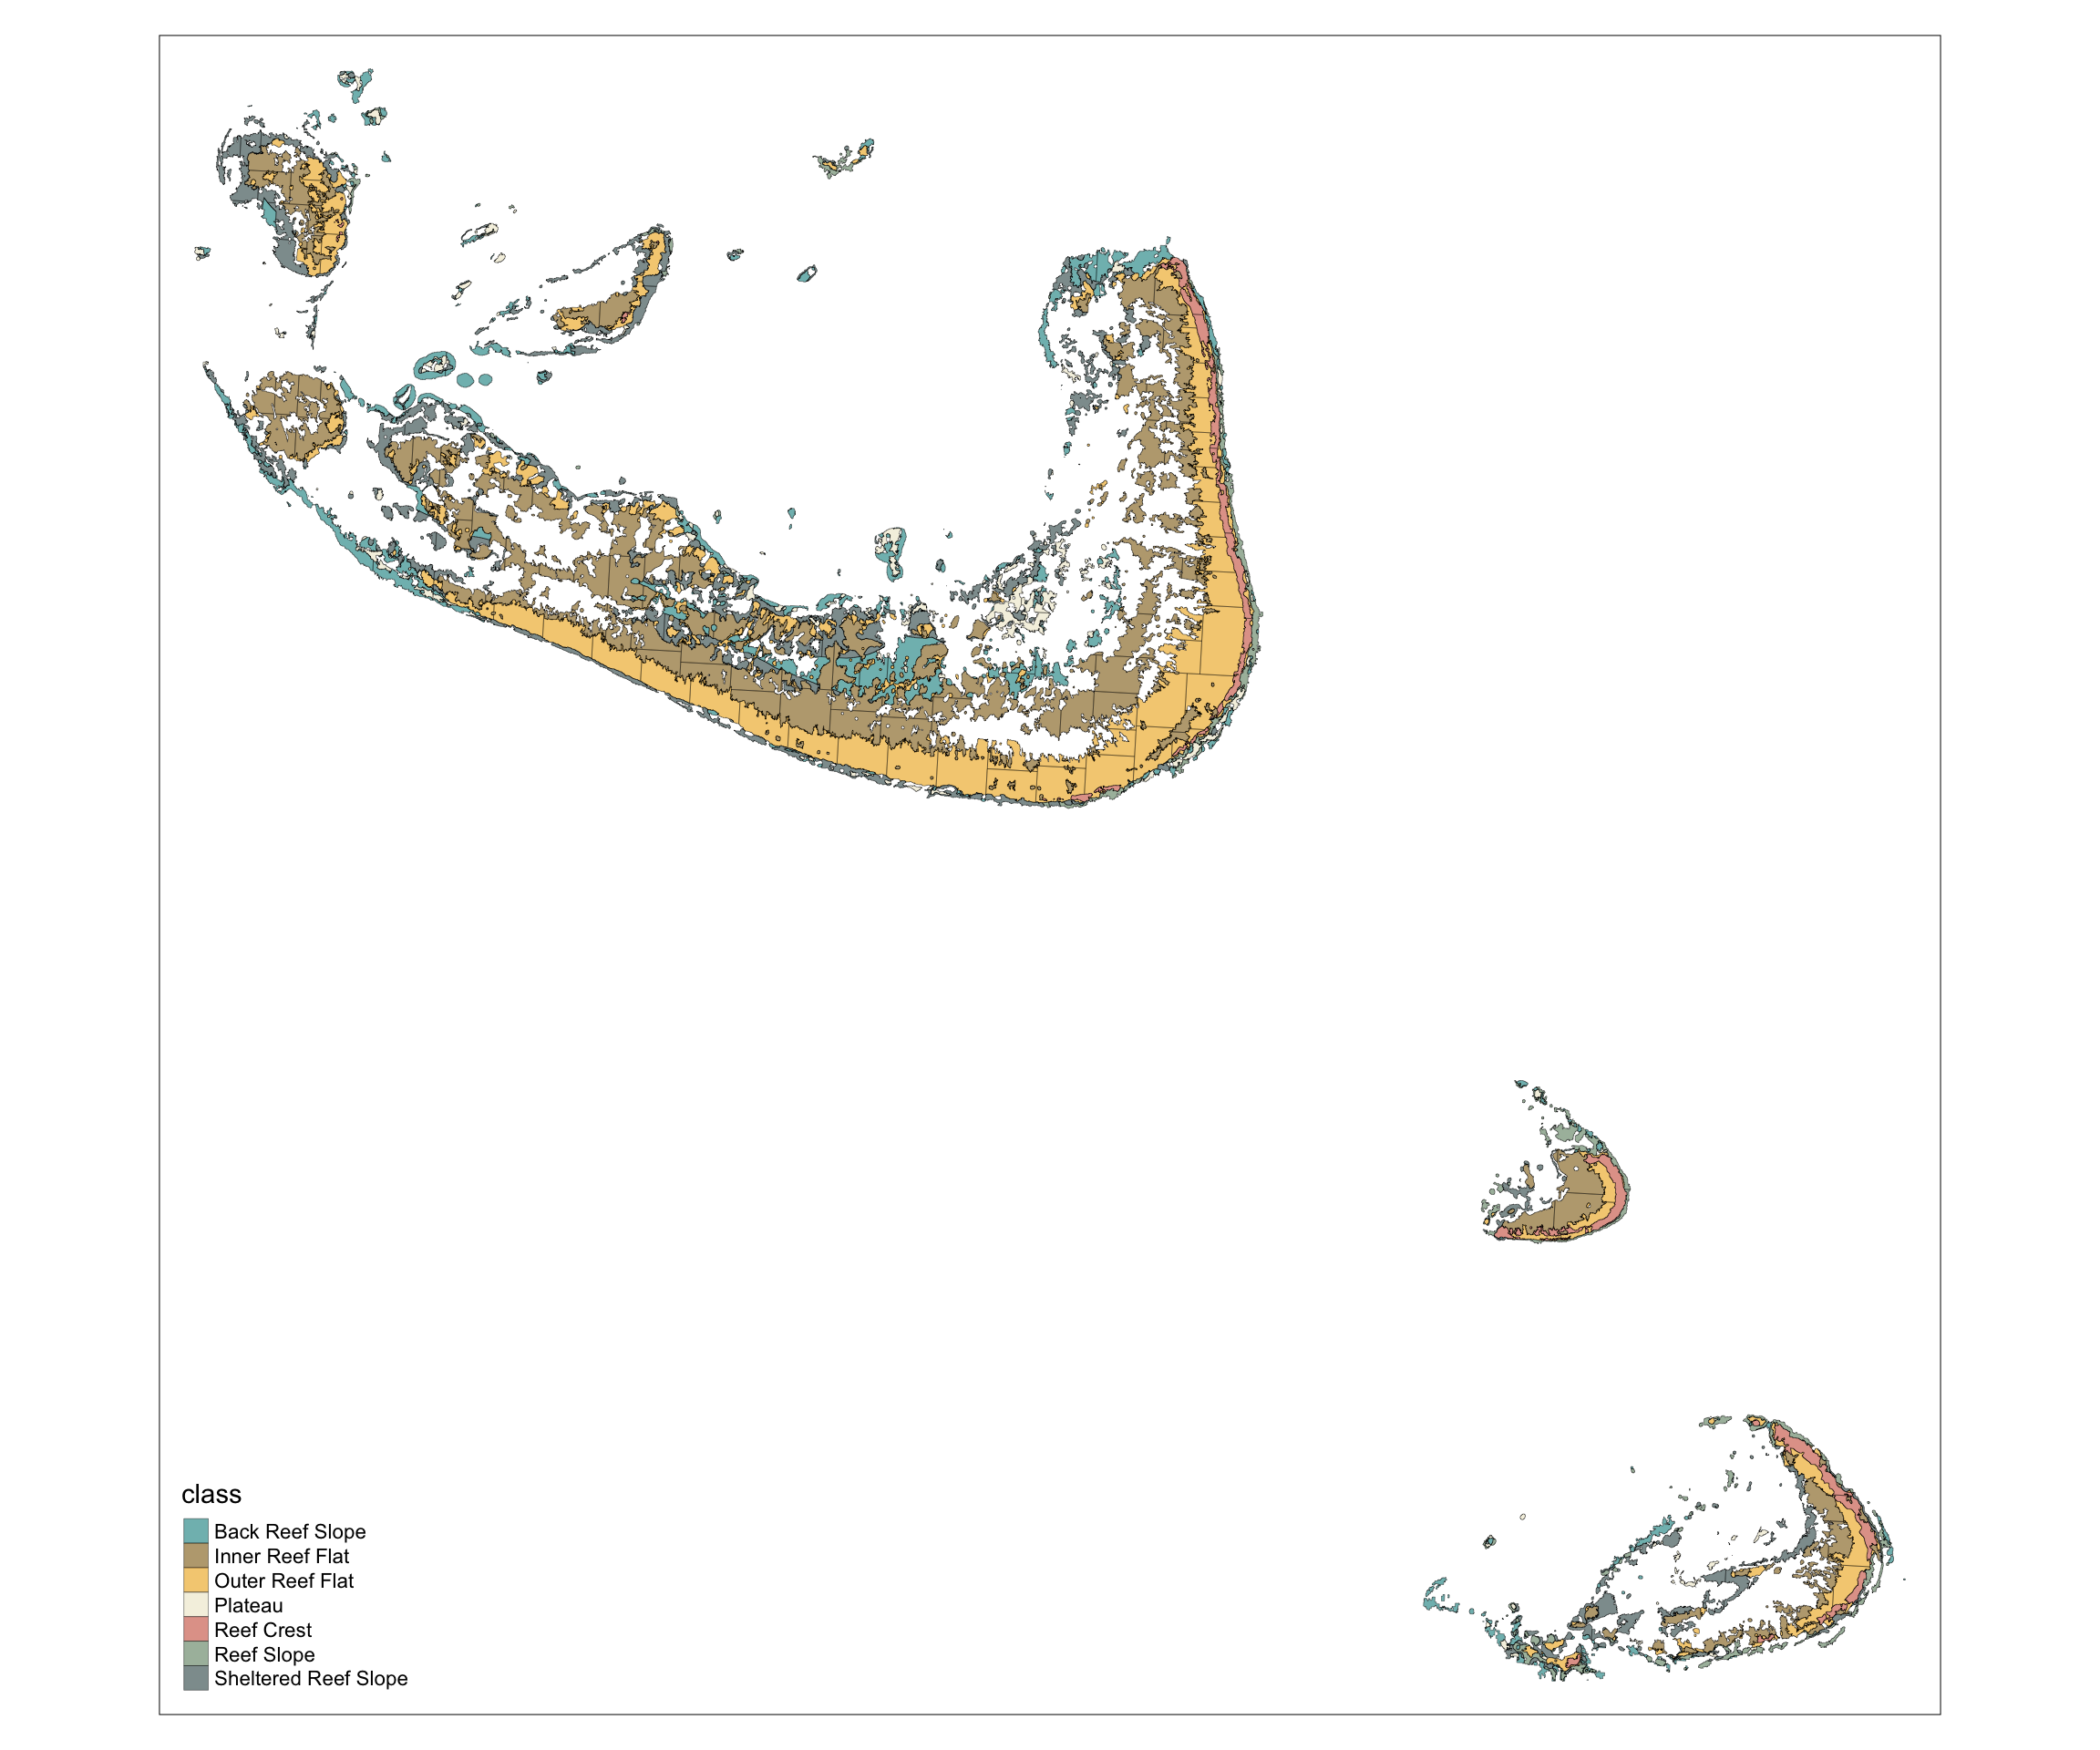 class
Back Reef Slope
Inner Reef Flat
Outer Reef Flat
Plateau
Reef Crest
Reef Slope
Sheltered Reef Slope